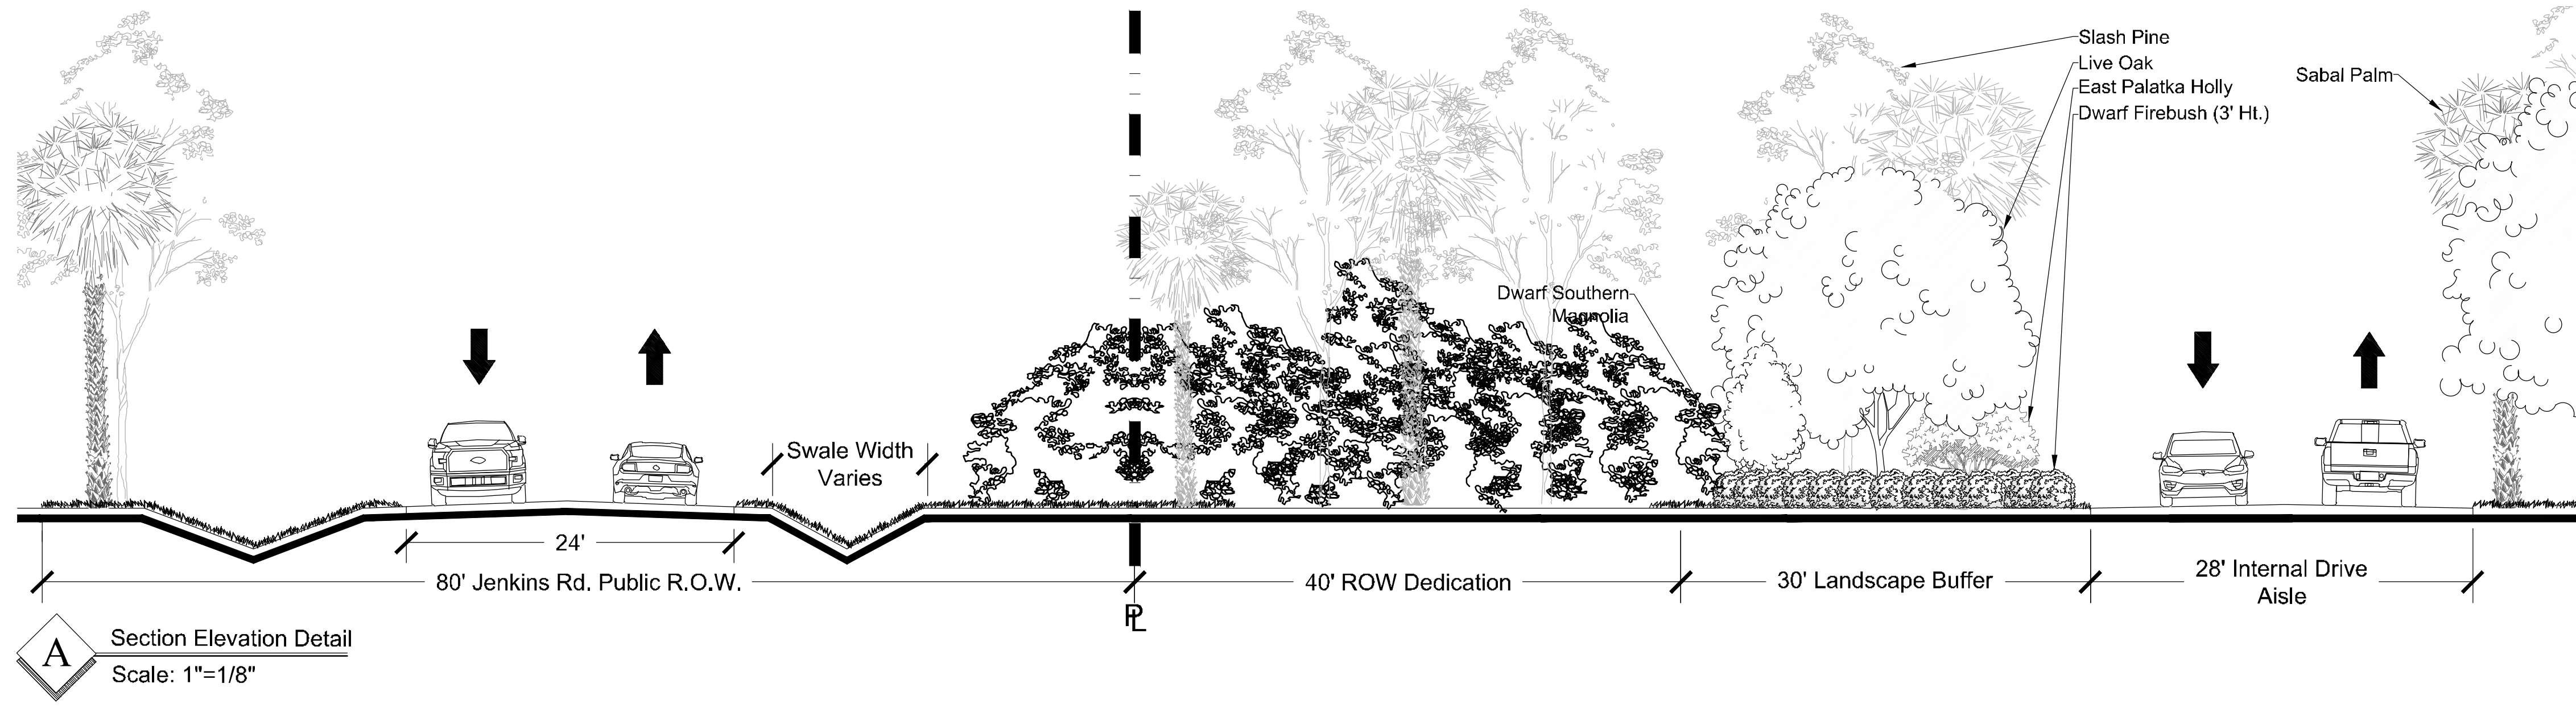 Slash Pine
Live Oak
East Palatka Holly
Dwarf Firebush (3' Ht.)
Sabal Palm
Dwarf Southern
Magnolia
Swale Width
Varies
24'
80' Jenkins Rd. Public R.O.W.
40' ROW Dedication
30' Landscape Buffer
28' Internal Drive
Aisle
PL
A
Section Elevation Detail
Scale: 1"=1/8"